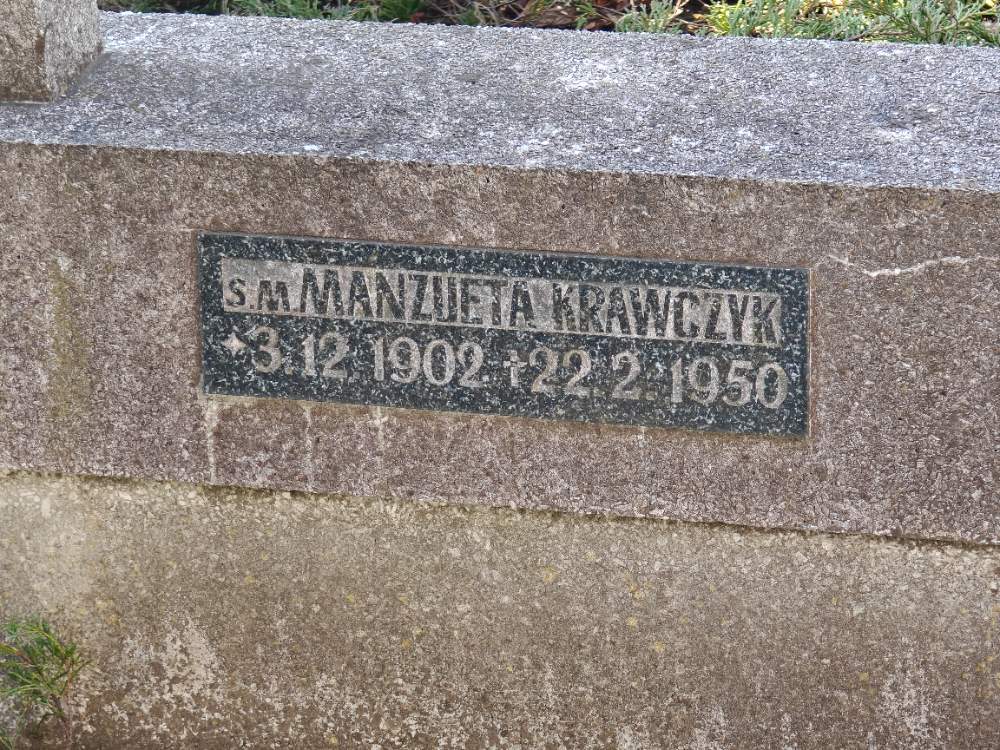 S.M. MANZUETA KRAWCZYK
✦3.12.1902 †22.2.1950